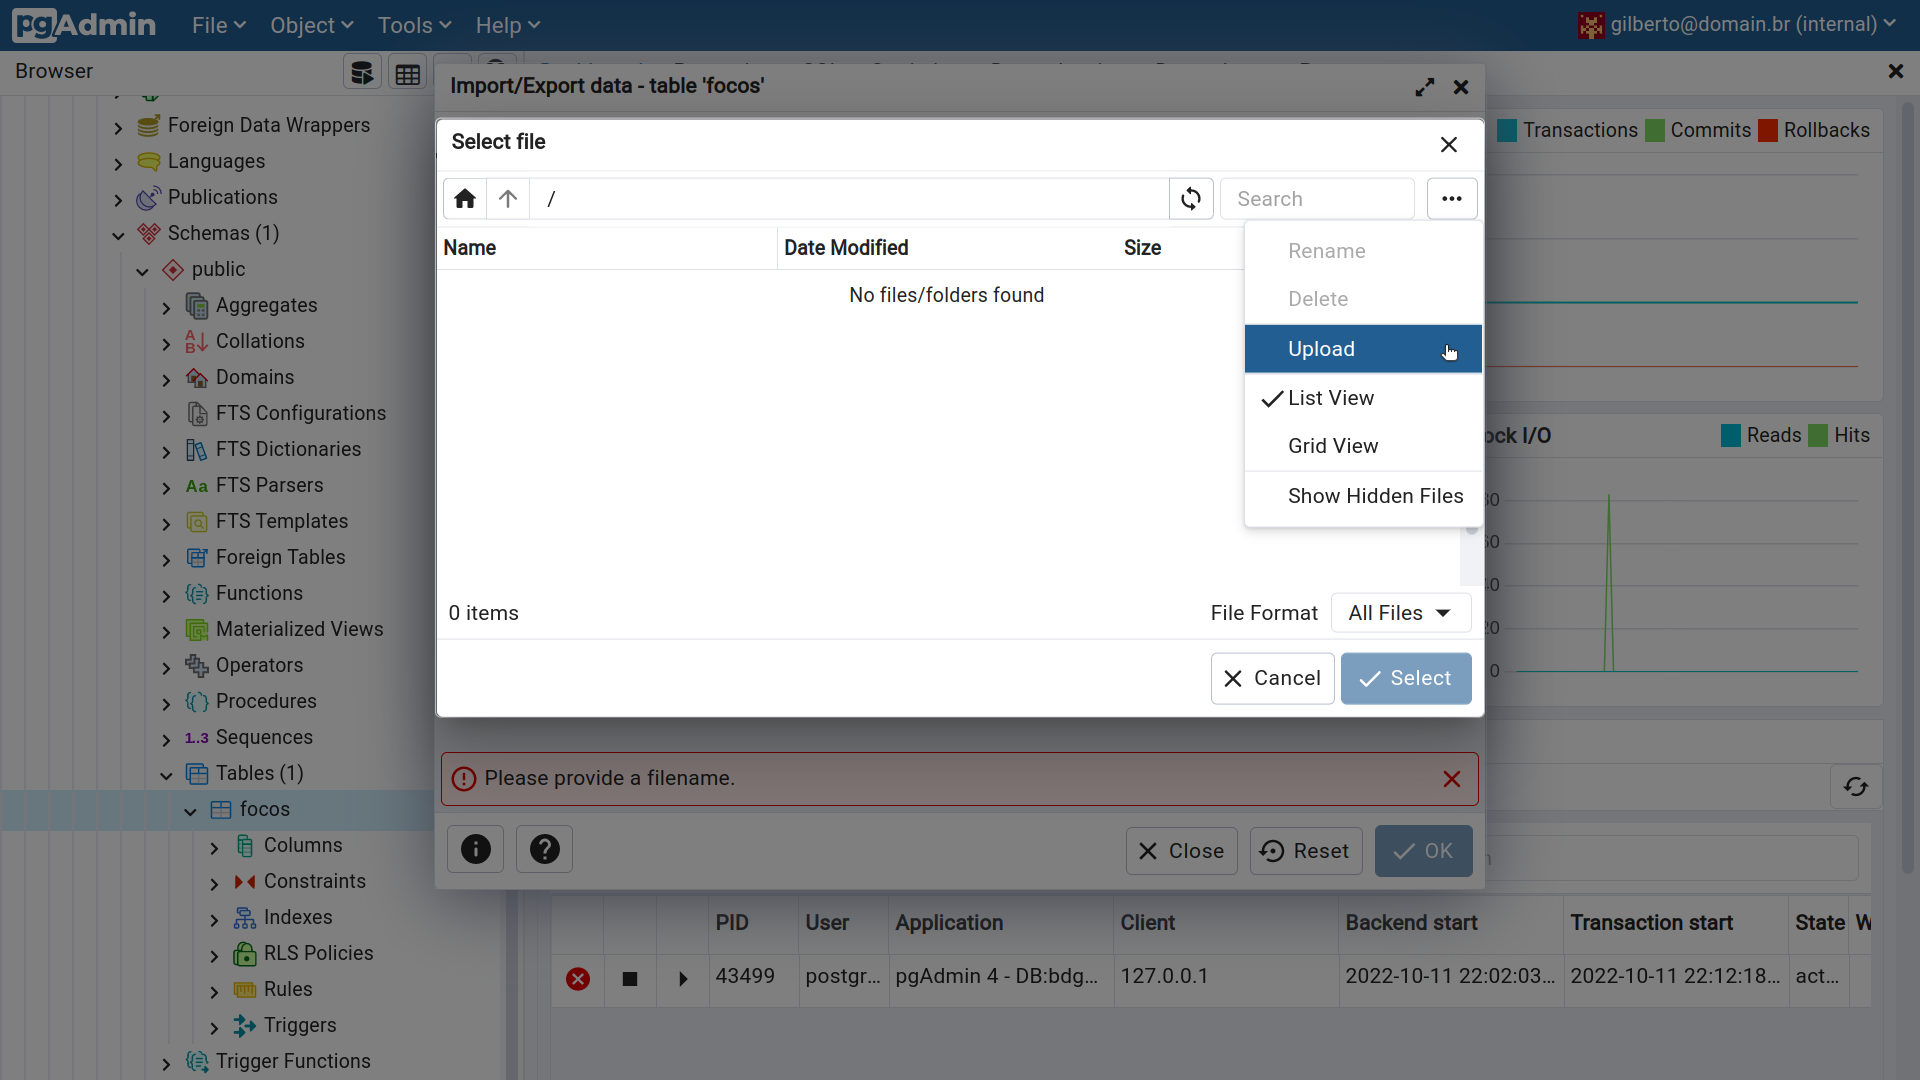 pgAdmin File Object Tools Help gilberto@domain.br (internal)
Browser
Import/Export data - table 'focos'
Select file
/ Search
Name Date Modified Size
No files/folders found
Rename
Delete
Upload
List View
Grid View
Show Hidden Files
0 items File Format All Files
Cancel Select
Please provide a filename.
Close Reset OK
Foreign Data Wrappers
Languages
Publications
Schemas (1)
public
Aggregates
Collations
Domains
FTS Configurations
FTS Dictionaries
Aa FTS Parsers
FTS Templates
Foreign Tables
Functions
Materialized Views
Operators
Procedures
1..3 Sequences
Tables (1)
focos
Columns
Constraints
Indexes
RLS Policies
Rules
Triggers
Trigger Functions
Transactions Commits Rollbacks
ock I/O Reads Hits
20
0
PID User Application Client Backend start Transaction start State W
43499 postgr... pgAdmin 4 - DB:bdg... 127.0.0.1 2022-10-11 22:02:03... 2022-10-11 22:12:18... act...